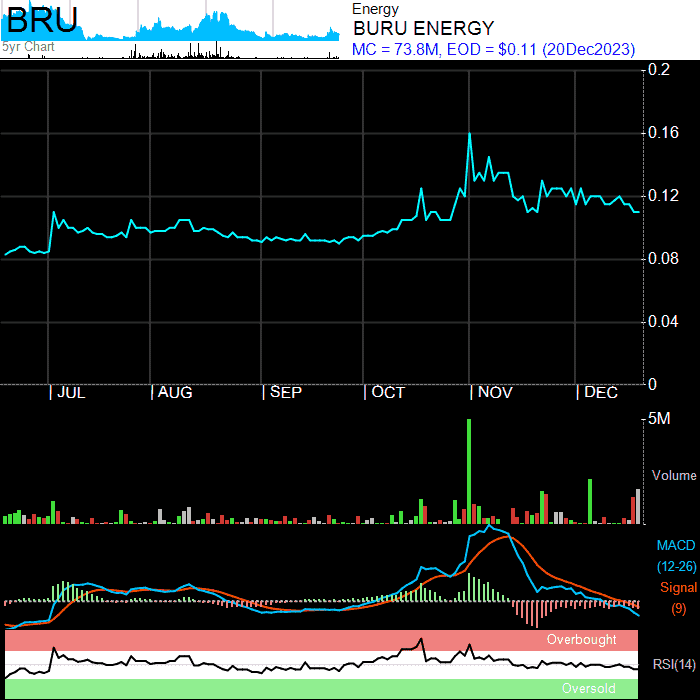 BRU
5yr Chart
Energy
BURU ENERGY
MC = 73.8M, EOD = $0.11 (20Dec2023)
0.2
0.16
0.12
0.08
0.04
0
| JUL | AUG | SEP | OCT | NOV | DEC
5M
Volume
MACD
(12-26)
Signal
(9)
Overbought
RSI(14)
Oversold